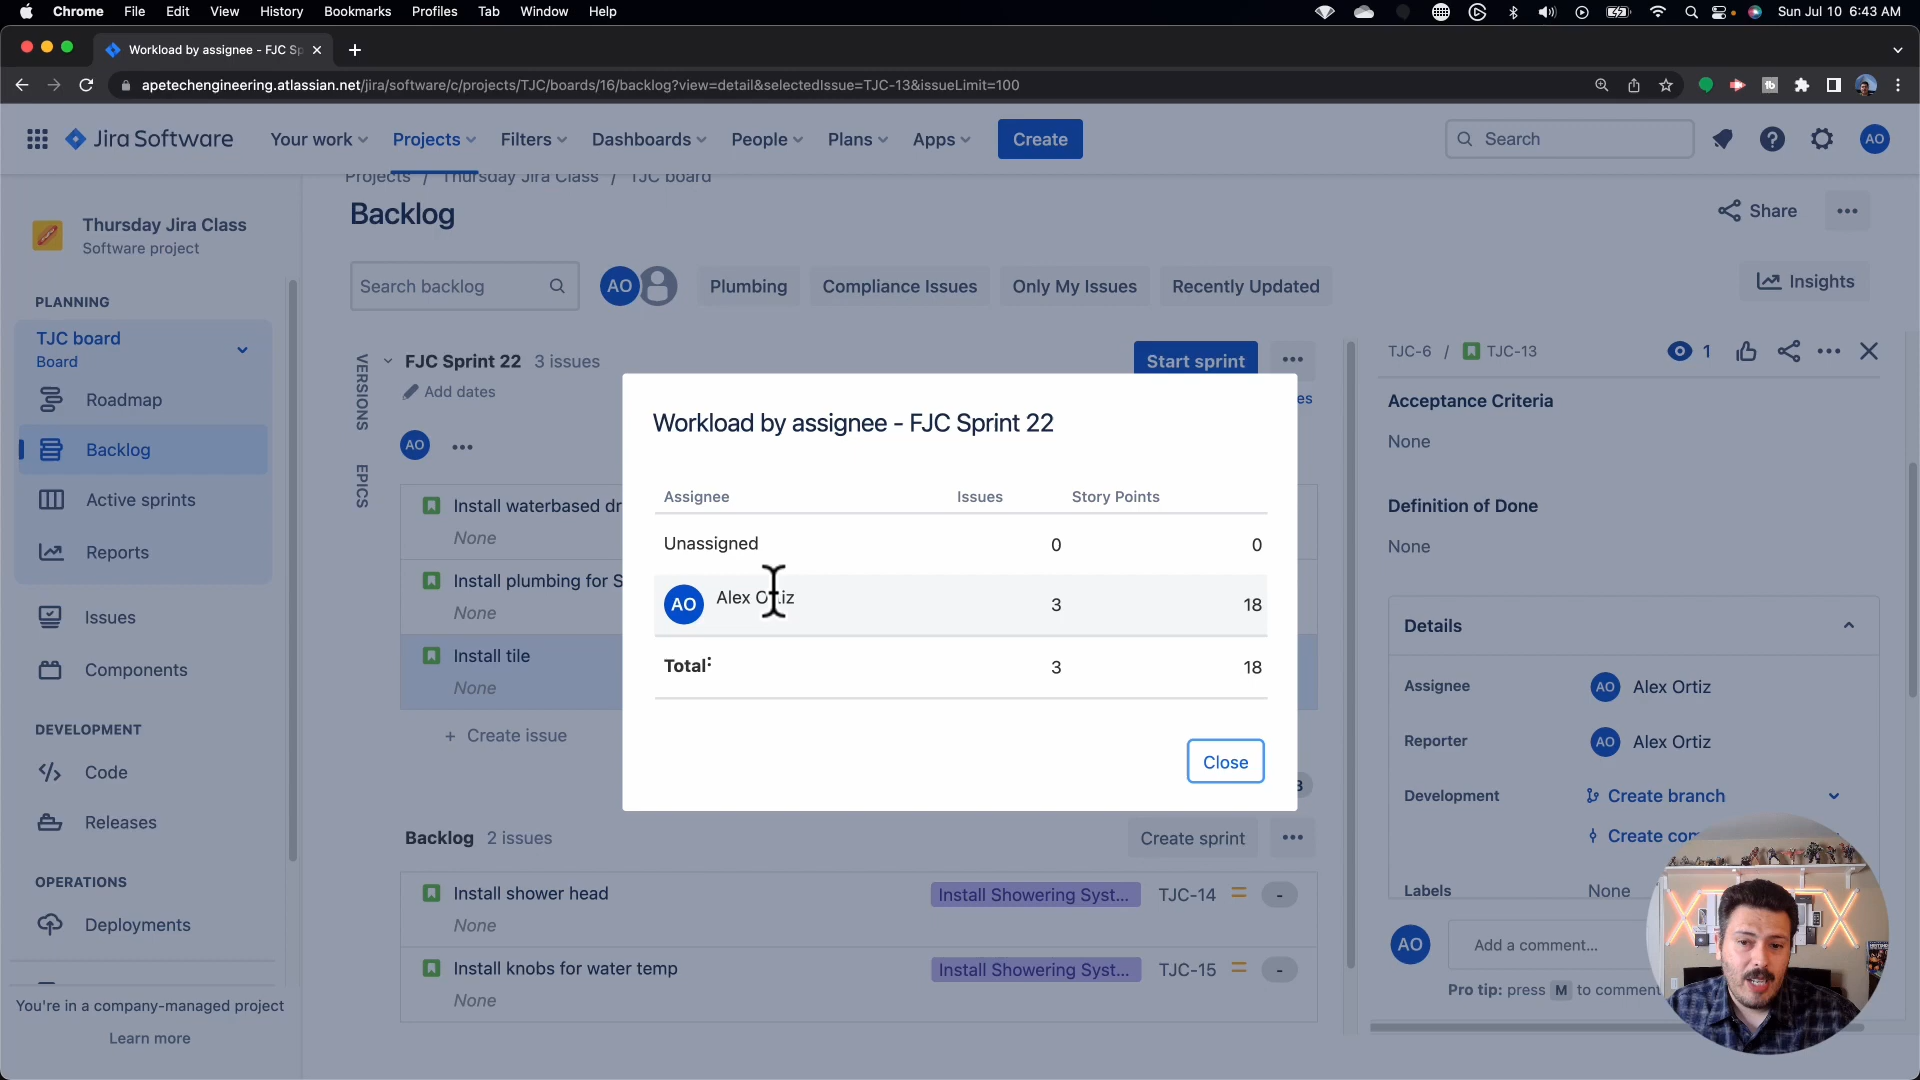 Chrome File Edit View History Bookmarks Profiles Tab Window Help Sun Jul 10 6:43 AM
Workload by assignee - FJC Sp
apetechengineering.atlassian.net/jira/software/c/projects/TJC/boards/16/backlog?view=detail&selectedIssue=TJC-13&issueLimit=100
Jira Software Your work Projects Filters Dashboards People Plans Apps Create Search AO
Projects / Thursday Jira Class / TJC board
Thursday Jira Class
Software project
Backlog
Share
Search backlog AO Plumbing Compliance Issues Only My Issues Recently Updated Insights
PLANNING
TJC board
Board
Roadmap
Backlog
Active sprints
Reports
Issues
Components
DEVELOPMENT
Code
Releases
OPERATIONS
Deployments
You're in a company-managed project
Learn more
VERSIONS
EPICS
FJC Sprint 22 3 issues Start sprint
Add dates
AO
Install waterbased dr
None
Install plumbing for S
None
Install tile
None
+ Create issue
Workload by assignee - FJC Sprint 22
Assignee Issues Story Points
Unassigned 0 0
AO Alex Ortiz 3 18
Total: 3 18
Close
Backlog 2 issues Create sprint
Install shower head Install Showering Syst... TJC-14 -
None
Install knobs for water temp Install Showering Syst... TJC-15 -
None
TJC-6 / TJC-13 1
Acceptance Criteria
None
Definition of Done
None
Details
Assignee AO Alex Ortiz
Reporter AO Alex Ortiz
Development Create branch
Create com
Labels None
AO Add a comment...
Pro tip: press M to comment